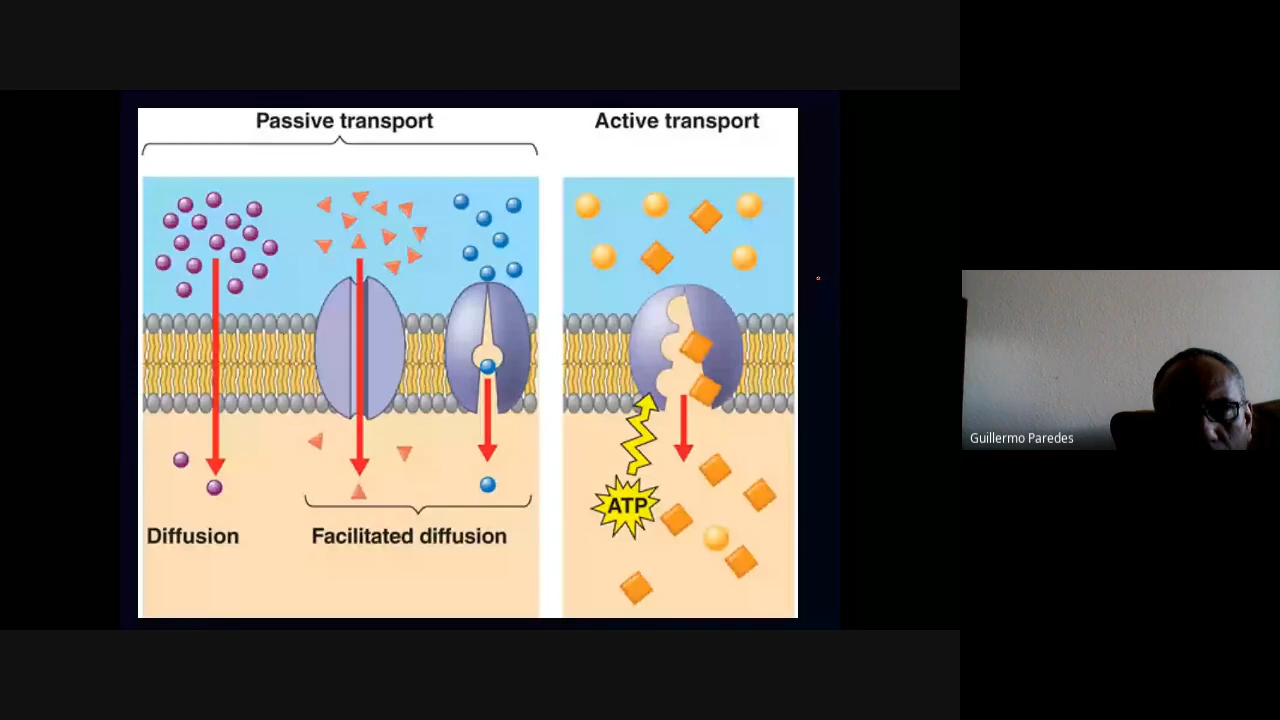 Passive transport
Active transport
ATP
Diffusion
Facilitated diffusion
Guillermo Paredes